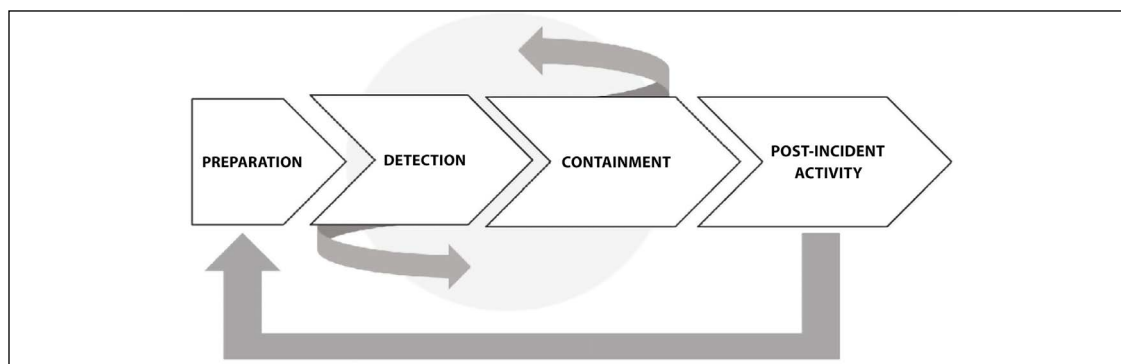 PREPARATION
DETECTION
CONTAINMENT
POST-INCIDENT
ACTIVITY